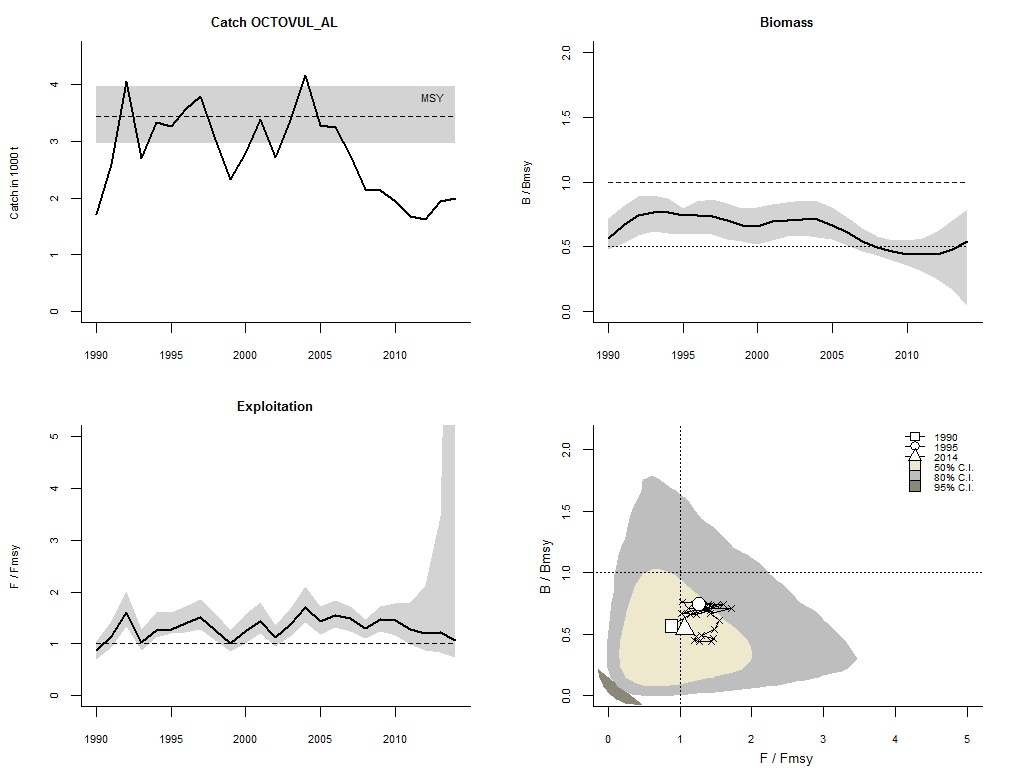 Catch OCTOVUL_AL
Catch in 1000 t
0 1 2 3 4
MSY
1990 1995 2000 2005 2010
Biomass
B / Bmsy
0.0 0.5 1.0 1.5 2.0
1990 1995 2000 2005 2010
Exploitation
F / Fmsy
0 1 2 3 4 5
1990 1995 2000 2005 2010
B / Bmsy
0.0 0.5 1.0 1.5 2.0
1990
1995
2014
50% C.I.
80% C.I.
95% C.I.
0 1 2 3 4 5
F / Fmsy